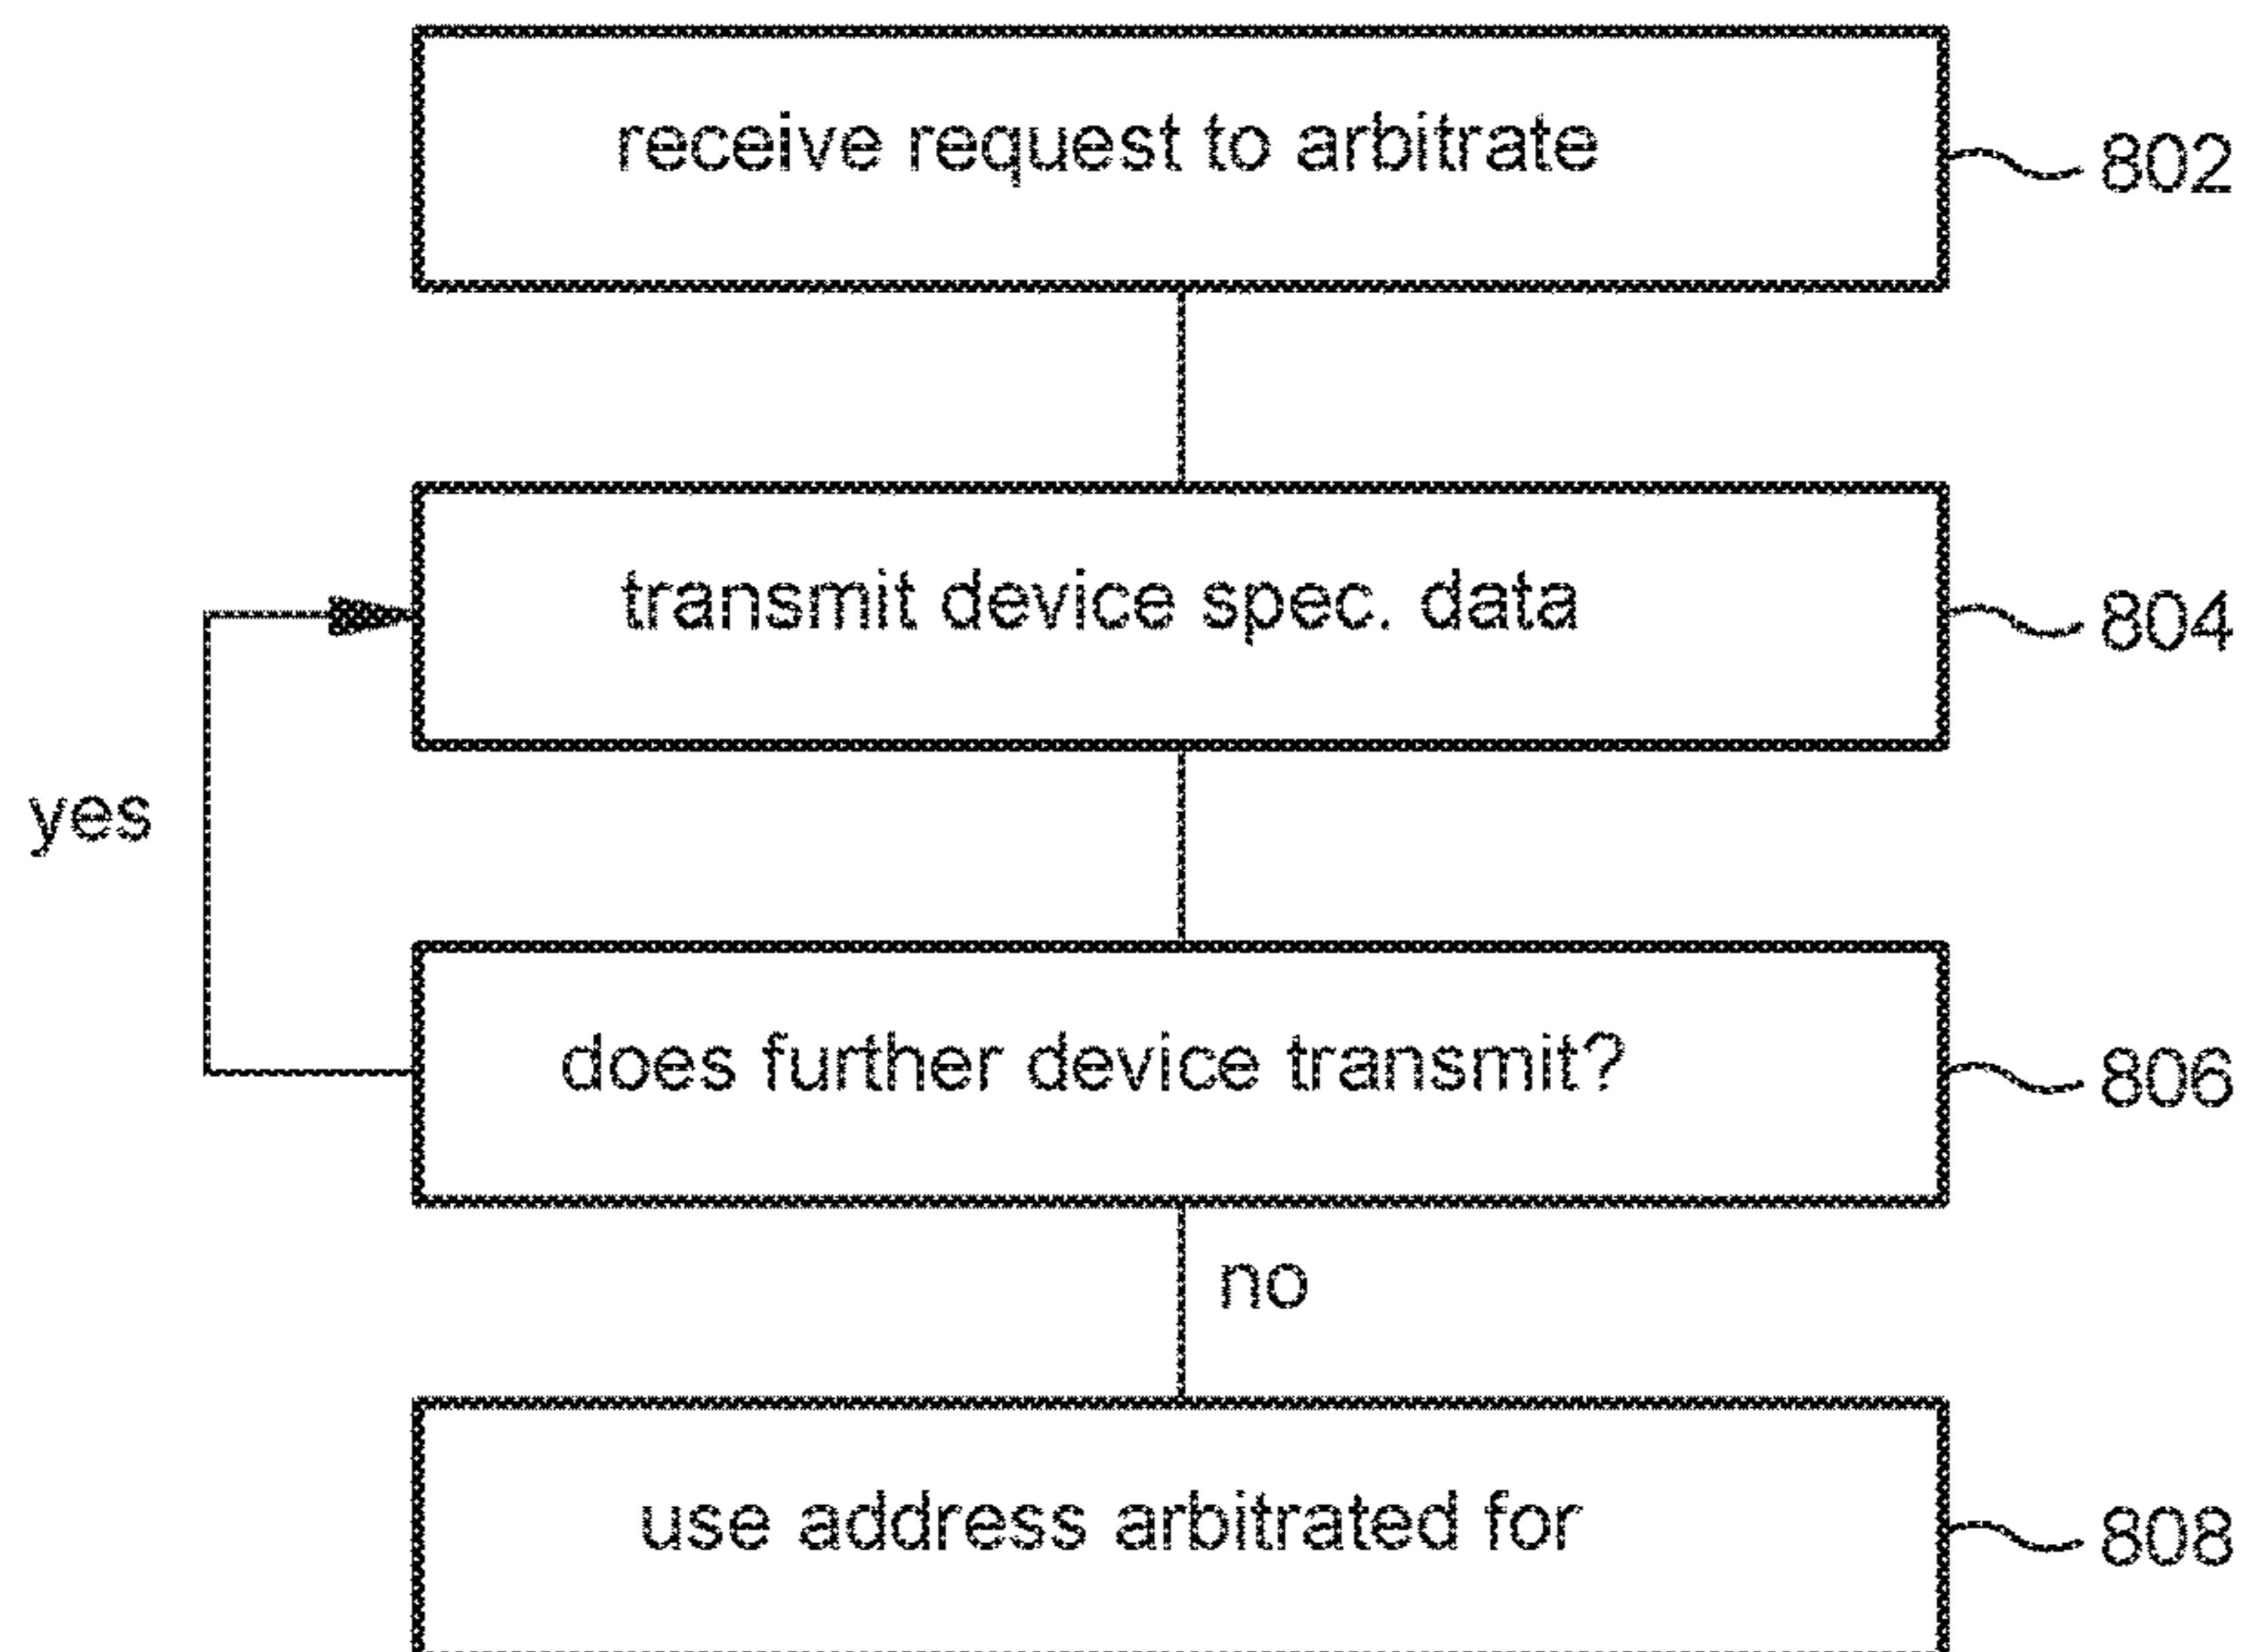 receive request to arbitrate
802
transmit device spec. data
804
yes
does further device transmit?
806
no
use address arbitrated for
808